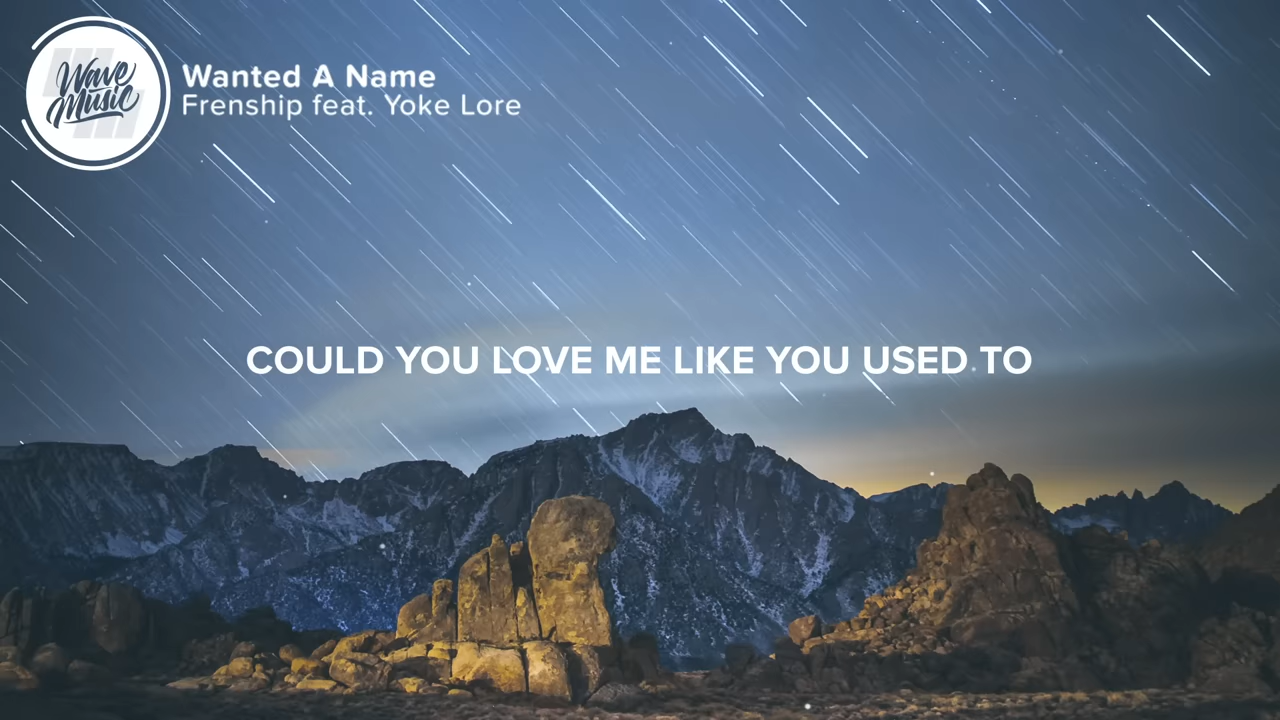 Wave
Music
Wanted A Name
Frenship feat. Yoke Lore
COULD YOU LOVE ME LIKE YOU USED TO